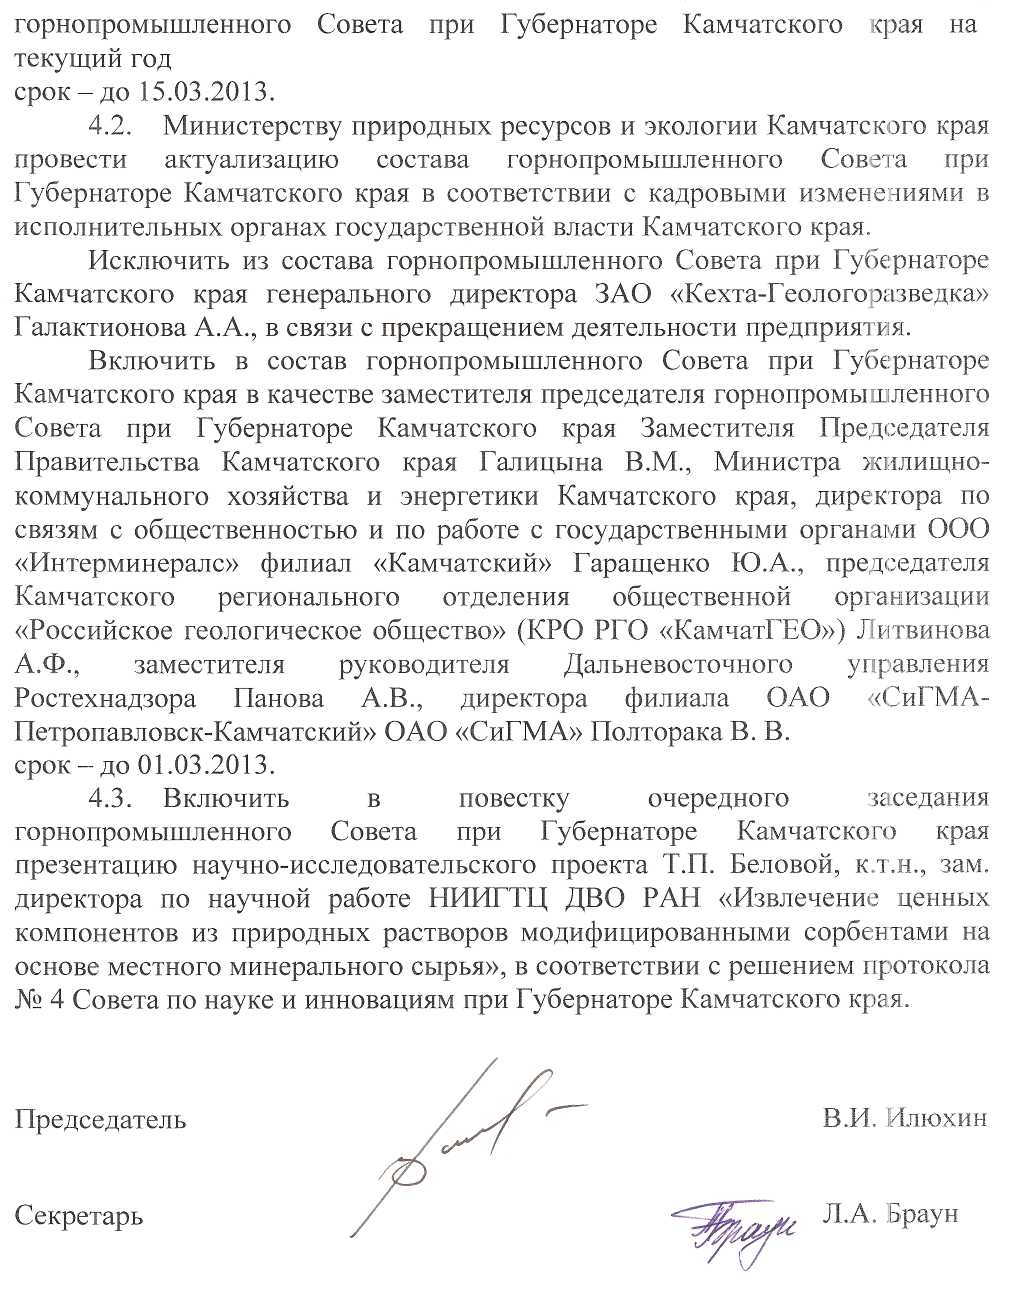 горнопромышленного Совета при Губернаторе Камчатского края на
текущий год
срок – до 15.03.2013.
4.2. Министерству природных ресурсов и экологии Камчатского края
провести актуализацию состава горнопромышленного Совета при
Губернаторе Камчатского края в соответствии с кадровыми изменениями в
исполнительных органах государственной власти Камчатского края.
Исключить из состава горнопромышленного Совета при Губернаторе
Камчатского края генерального директора ЗАО «Кехта-Геологоразведка»
Галактионова А.А., в связи с прекращением деятельности предприятия.
Включить в состав горнопромышленного Совета при Губернаторе
Камчатского края в качестве заместителя председателя горнопромышленного
Совета при Губернаторе Камчатского края Заместителя Председателя
Правительства Камчатского края Галицына В.М., Министра жилищно-
коммунального хозяйства и энергетики Камчатского края, директора по
связям с общественностью и по работе с государственными органами ООО
«Интерминералс» филиал «Камчатский» Гаращенко Ю.А., председателя
Камчатского регионального отделения общественной организации
«Российское геологическое общество» (КРО РГО «КамчатГЕО») Литвинова
А.Ф., заместителя руководителя Дальневосточного управления
Ростехнадзора Панова А.В., директора филиала ОАО «СиГМА-
Петропавловск-Камчатский» ОАО «СиГМА» Полторака В. В.
срок – до 01.03.2013.
4.3. Включить в повестку очередного заседания
горнопромышленного Совета при Губернаторе Камчатского края
презентацию научно-исследовательского проекта Т.П. Беловой, к.т.н., зам.
директора по научной работе НИИГТЦ ДВО РАН «Извлечение ценных
компонентов из природных растворов модифицированными сорбентами на
основе местного минерального сырья», в соответствии с решением протокола
№ 4 Совета по науке и инновациям при Губернаторе Камчатского края.
Председатель В.И. Илюхин
Секретарь Браун Л.А. Браун